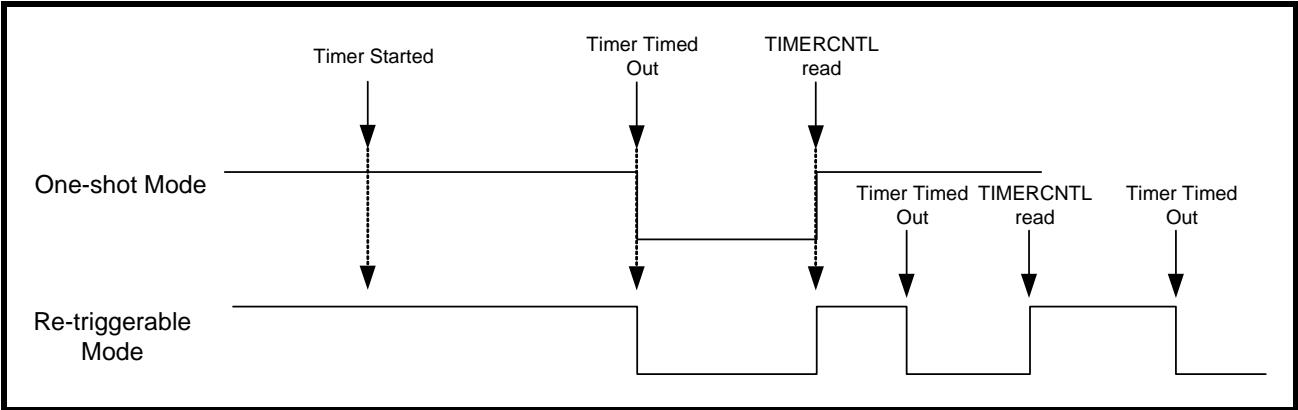 Timer Started
Timer Timed
Out
TIMERCNTL
read
One-shot Mode
Timer Timed
Out
TIMERCNTL
read
Timer Timed
Out
Re-triggerable
Mode